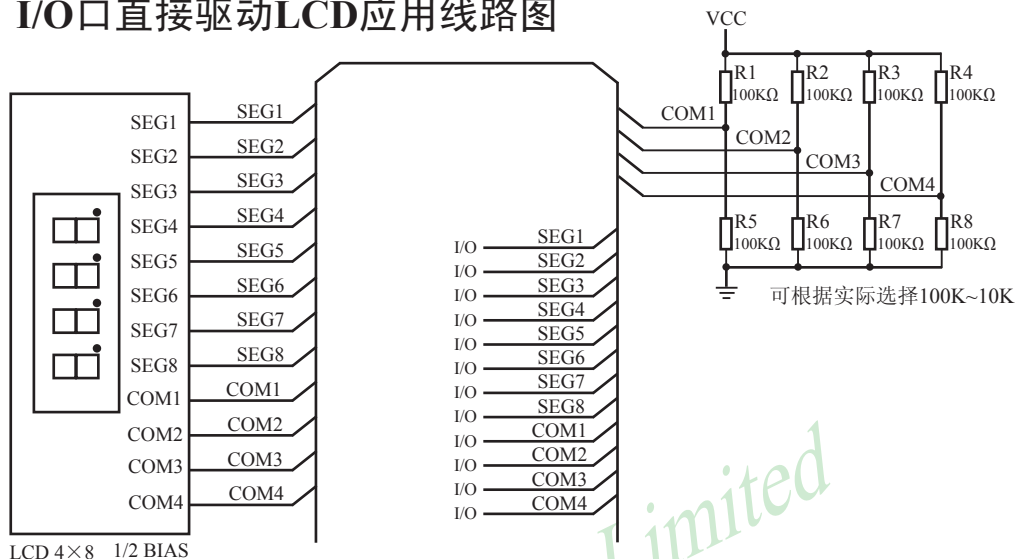 I/O口直接驱动LCD应用线路图
VCC
R1
100KΩ
R2
100KΩ
R3
100KΩ
R4
100KΩ
COM1
COM2
COM3
COM4
R5
100KΩ
R6
100KΩ
R7
100KΩ
R8
100KΩ
可根据实际选择100K~10K
SEG1 SEG1
SEG2 SEG2
SEG3 SEG3
SEG4 SEG4
SEG5 SEG5
SEG6 SEG6
SEG7 SEG7
SEG8 SEG8
COM1 COM1
COM2 COM2
COM3 COM3
COM4 COM4
I/O SEG1
I/O SEG2
I/O SEG3
I/O SEG4
I/O SEG5
I/O SEG6
I/O SEG7
I/O SEG8
I/O COM1
I/O COM2
I/O COM3
I/O COM4
LCD 4×8 1/2 BIAS
Limited